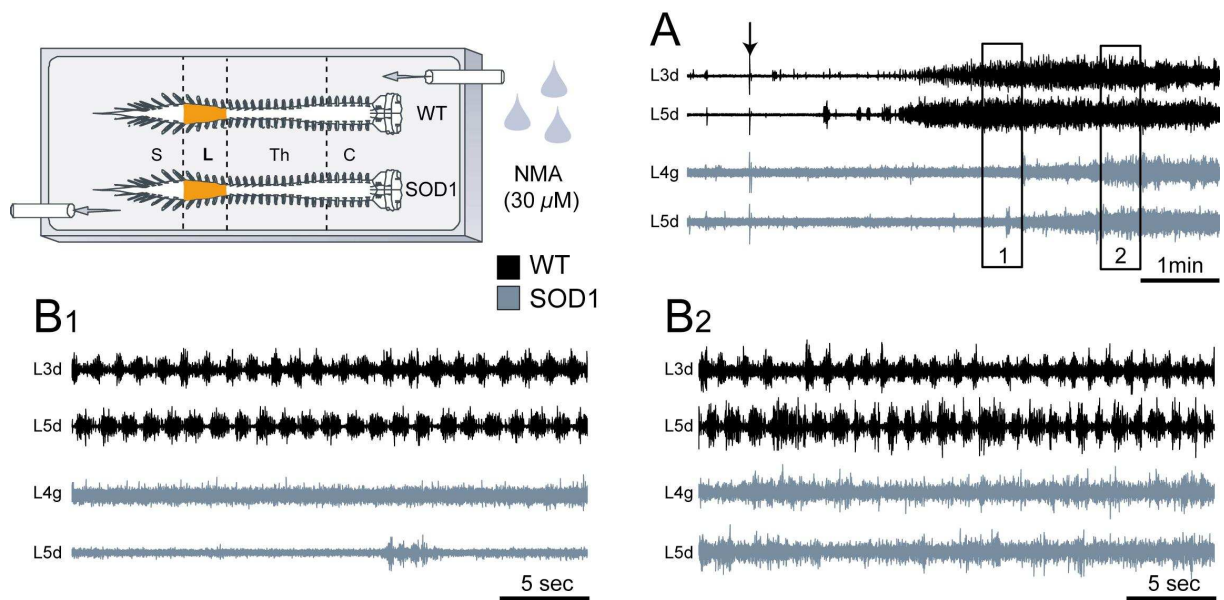 WT
S L Th C
SOD1
NMA
(30 µM)
WT
SOD1
A
L3d
L5d
L4g
L5d
1
2
1min
B1
L3d
L5d
L4g
L5d
5 sec
B2
L3d
L5d
L4g
L5d
5 sec